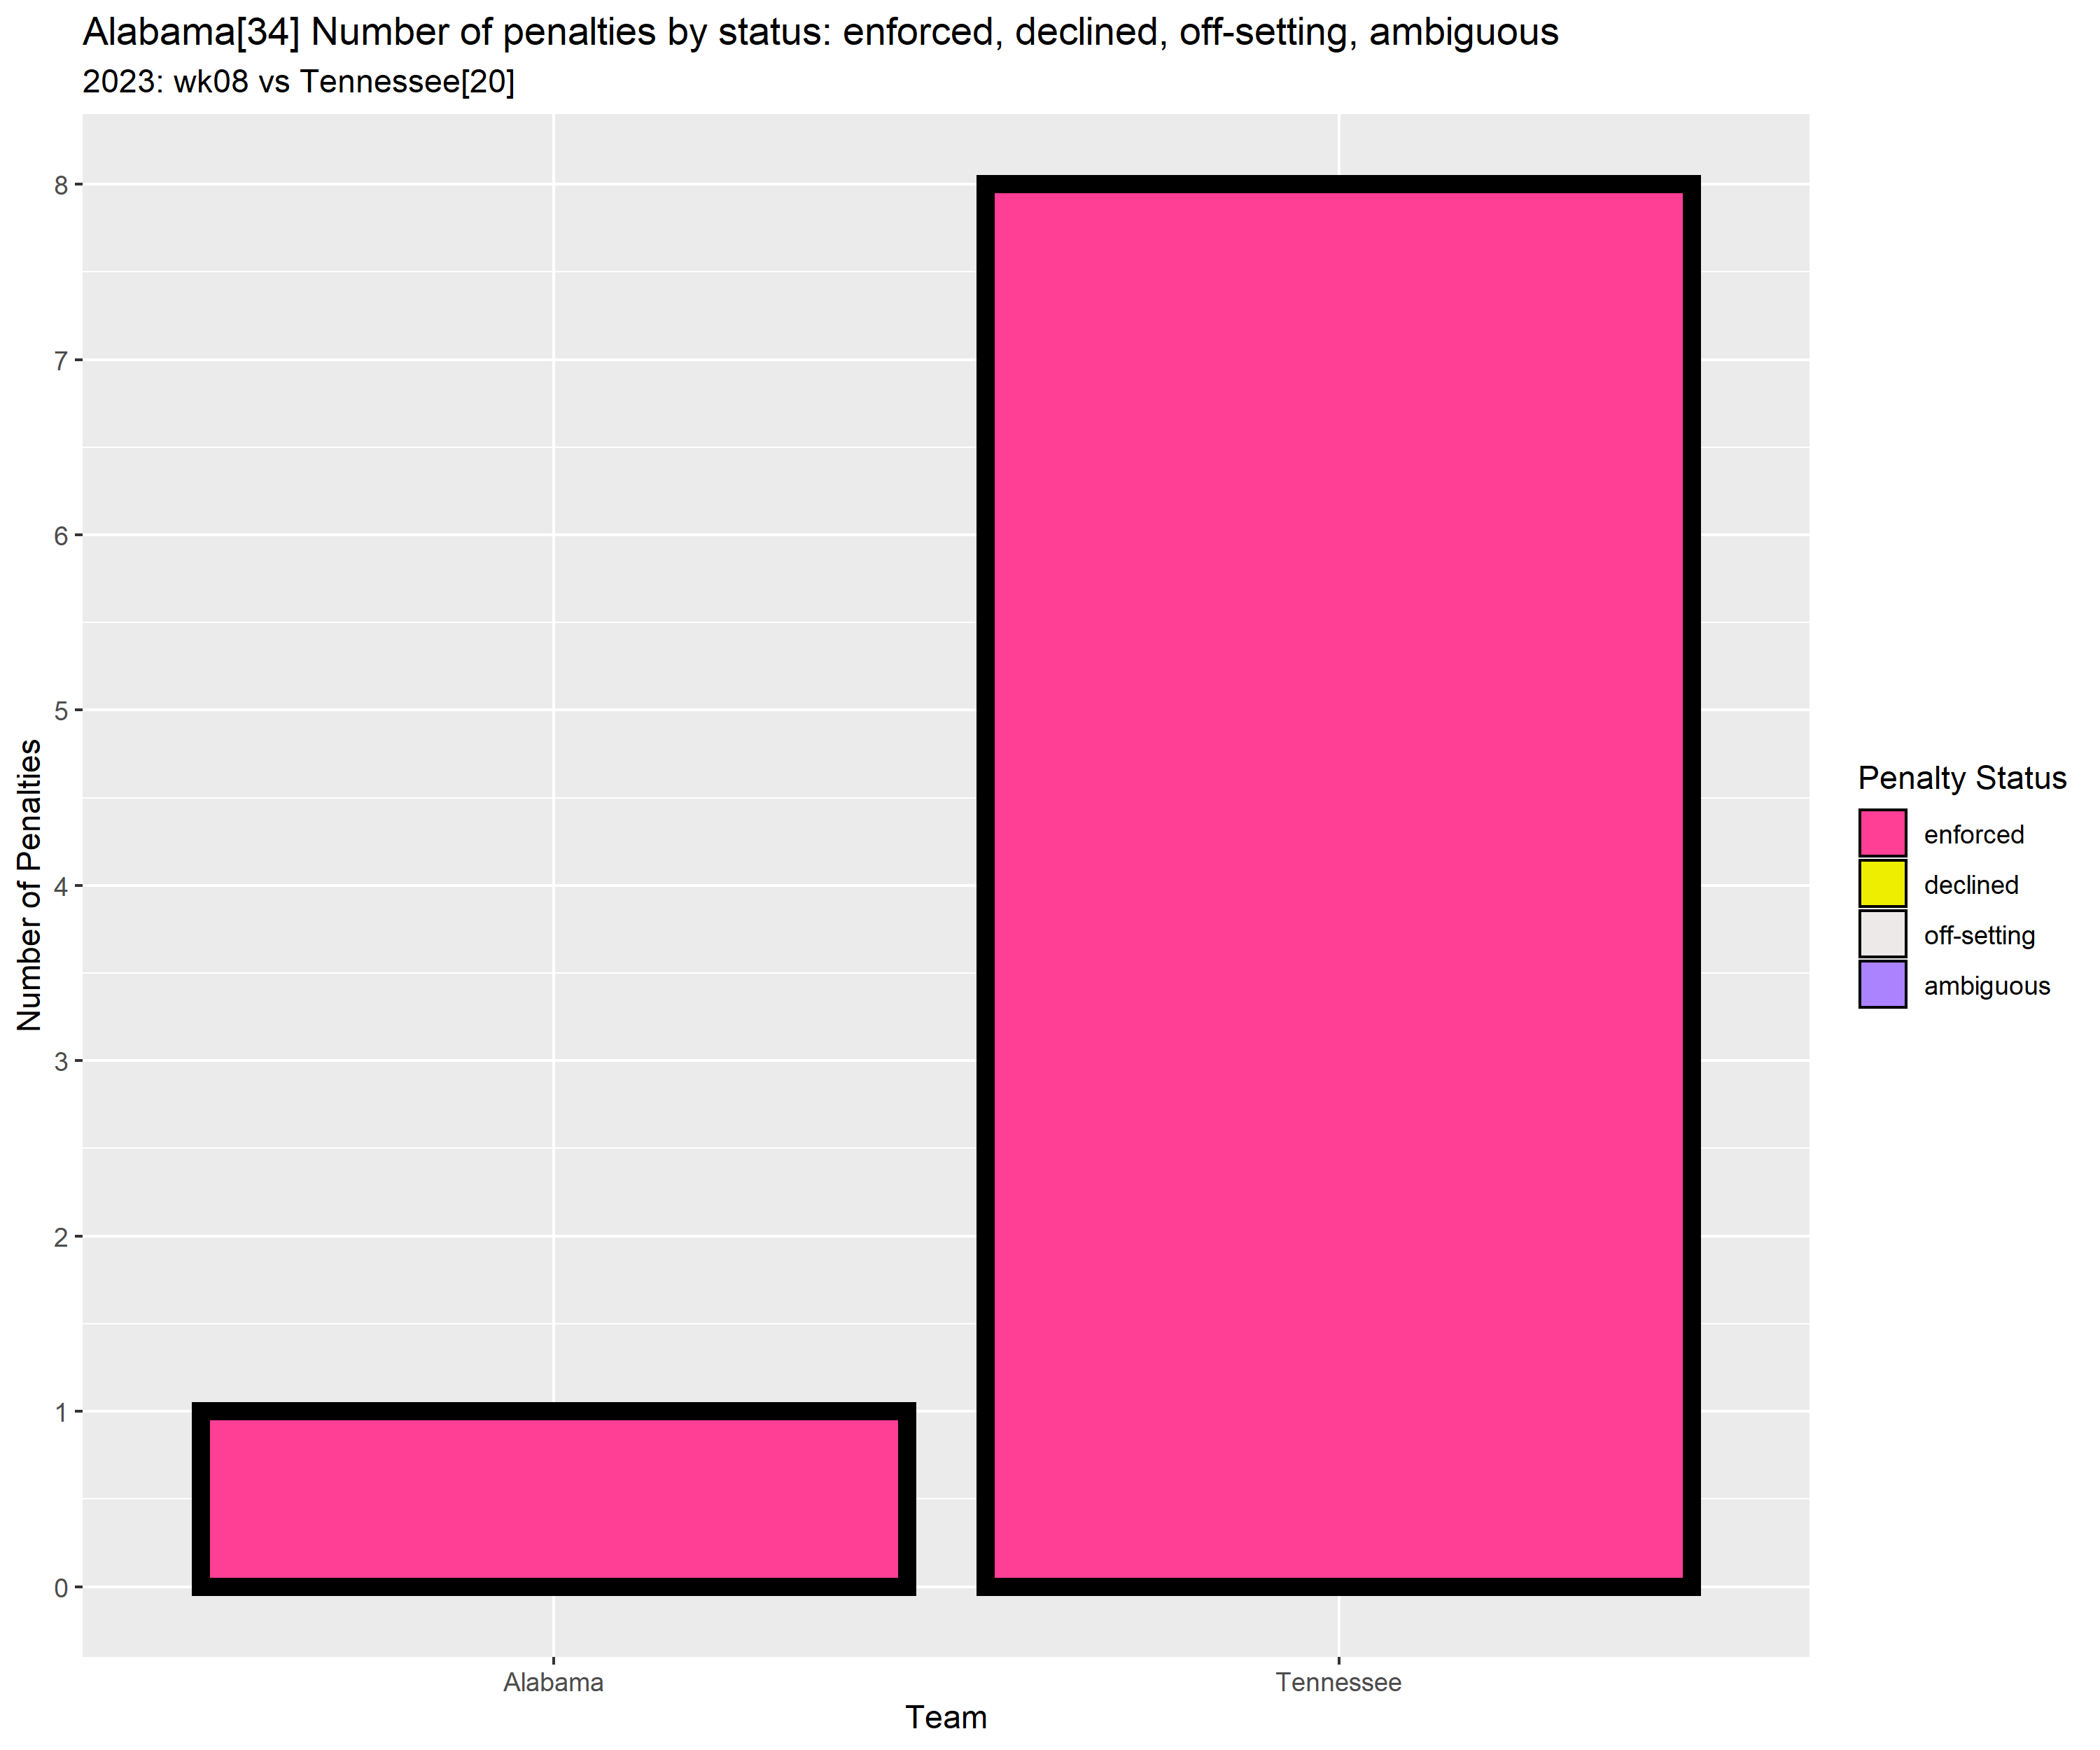 Alabama[34] Number of penalties by status: enforced, declined, off-setting, ambiguous
2023: wk08 vs Tennessee[20]
Number of Penalties
8
7
6
5
4
3
2
1
0
Alabama
Tennessee
Team
Penalty Status
enforced
declined
off-setting
ambiguous